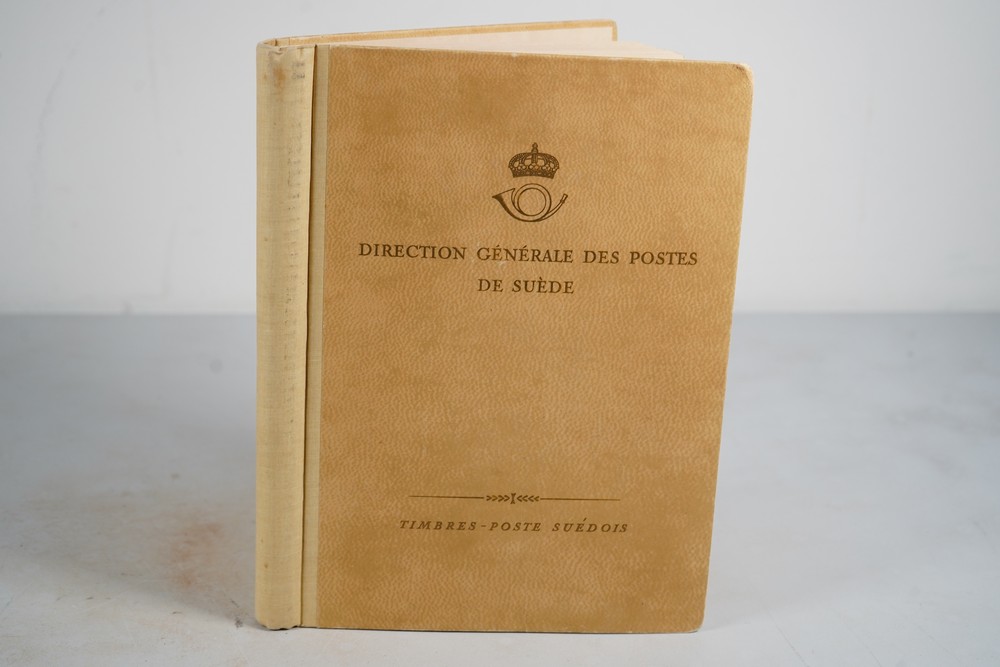 DIRECTION GÉNÉRALE DES POSTES
DE SUÈDE
TIMBRES-POSTE SUÉDOIS